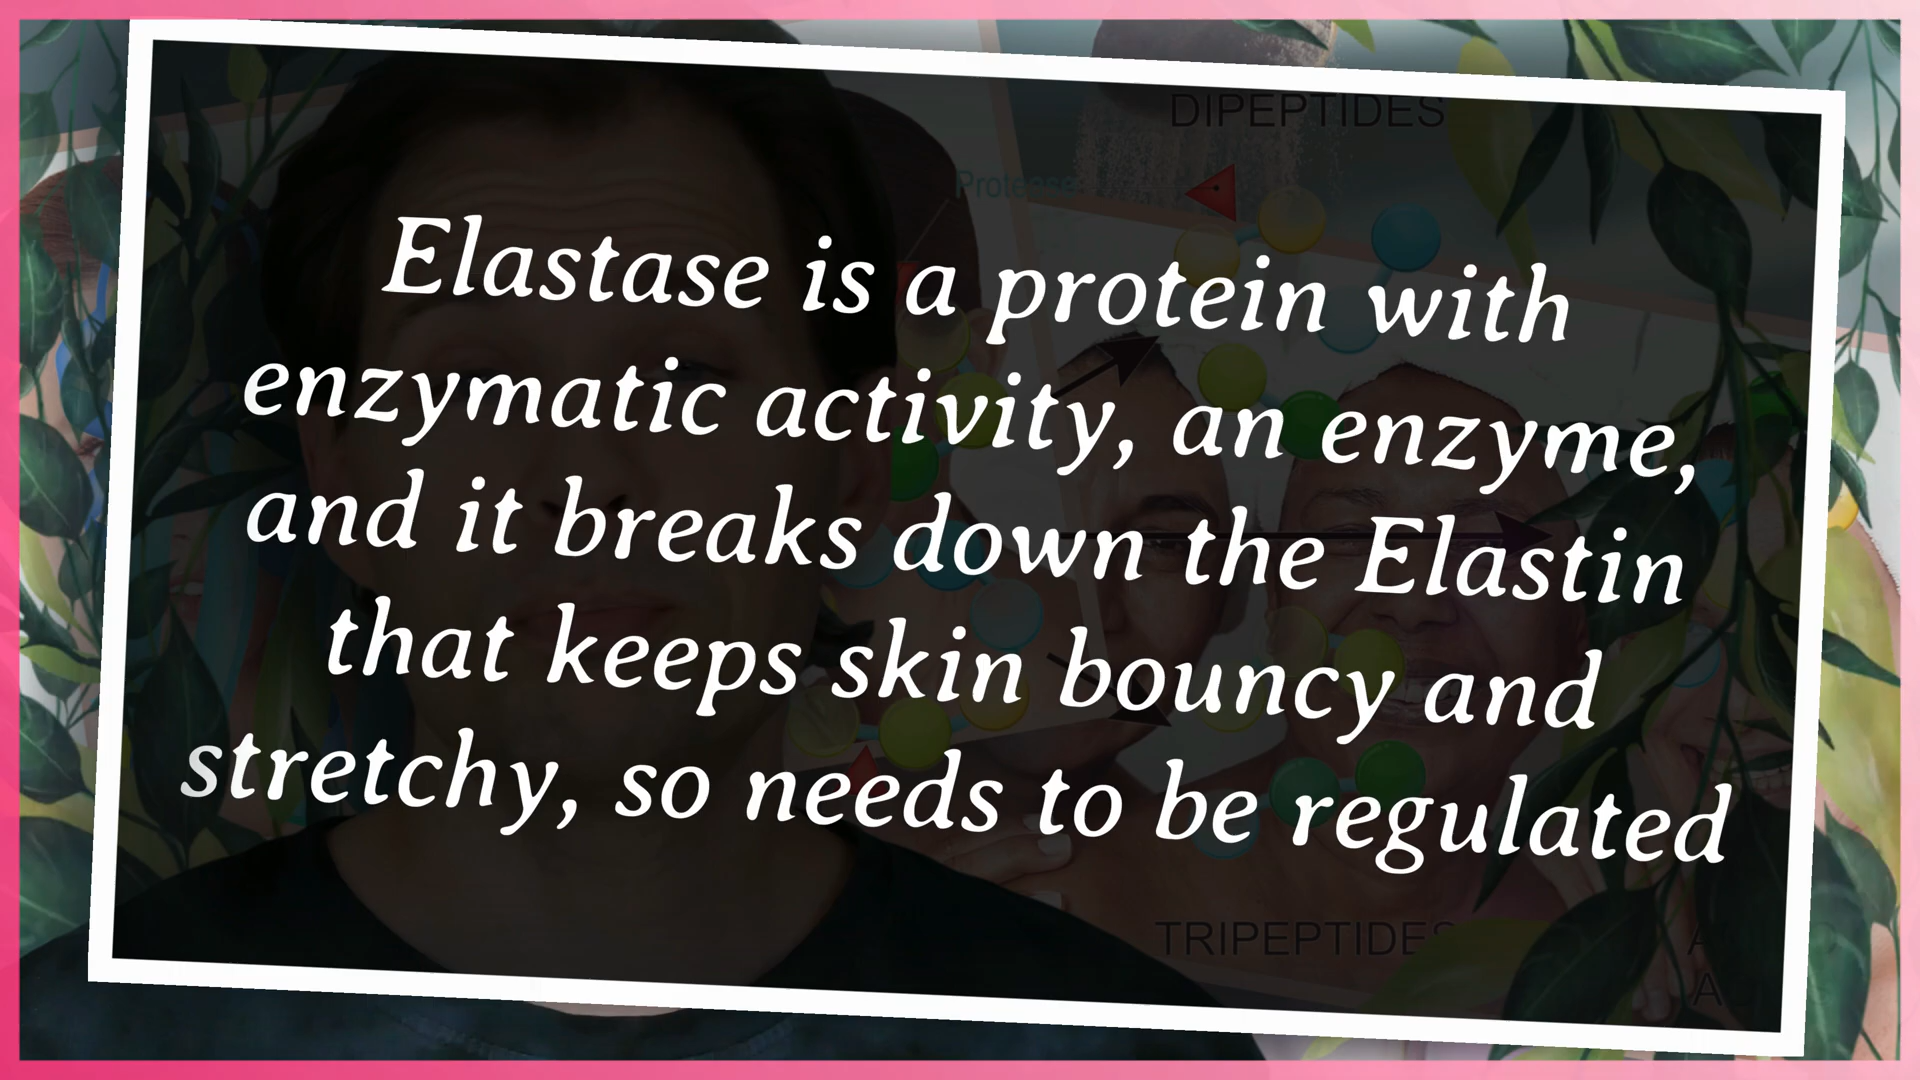 DIPEPTIDES
Protease
Elastase is a protein with
enzymatic activity, an enzyme,
and it breaks down the Elastin
that keeps skin bouncy and
stretchy, so needs to be regulated
TRIPEPTIDES